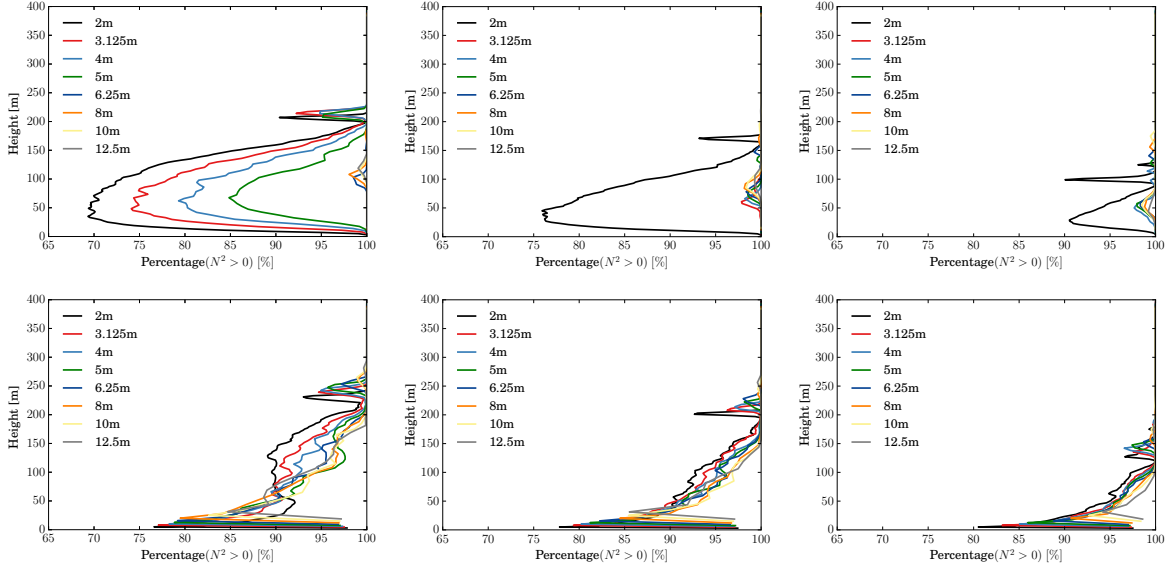 400
350
300
250
200
150
100
50
0
Height [m]
2m
3.125m
4m
5m
6.25m
8m
10m
12.5m
65 70 75 80 85 90 95 100
Percentage(N² > 0) [%]
400
350
300
250
200
150
100
50
0
Height [m]
2m
3.125m
4m
5m
6.25m
8m
10m
12.5m
65 70 75 80 85 90 95 100
Percentage(N² > 0) [%]
400
350
300
250
200
150
100
50
0
Height [m]
2m
3.125m
4m
5m
6.25m
8m
10m
12.5m
65 70 75 80 85 90 95 100
Percentage(N² > 0) [%]
400
350
300
250
200
150
100
50
0
Height [m]
2m
3.125m
4m
5m
6.25m
8m
10m
12.5m
65 70 75 80 85 90 95 100
Percentage(N² > 0) [%]
400
350
300
250
200
150
100
50
0
Height [m]
2m
3.125m
4m
5m
6.25m
8m
10m
12.5m
65 70 75 80 85 90 95 100
Percentage(N² > 0) [%]
400
350
300
250
200
150
100
50
0
Height [m]
2m
3.125m
4m
5m
6.25m
8m
10m
12.5m
65 70 75 80 85 90 95 100
Percentage(N² > 0) [%]